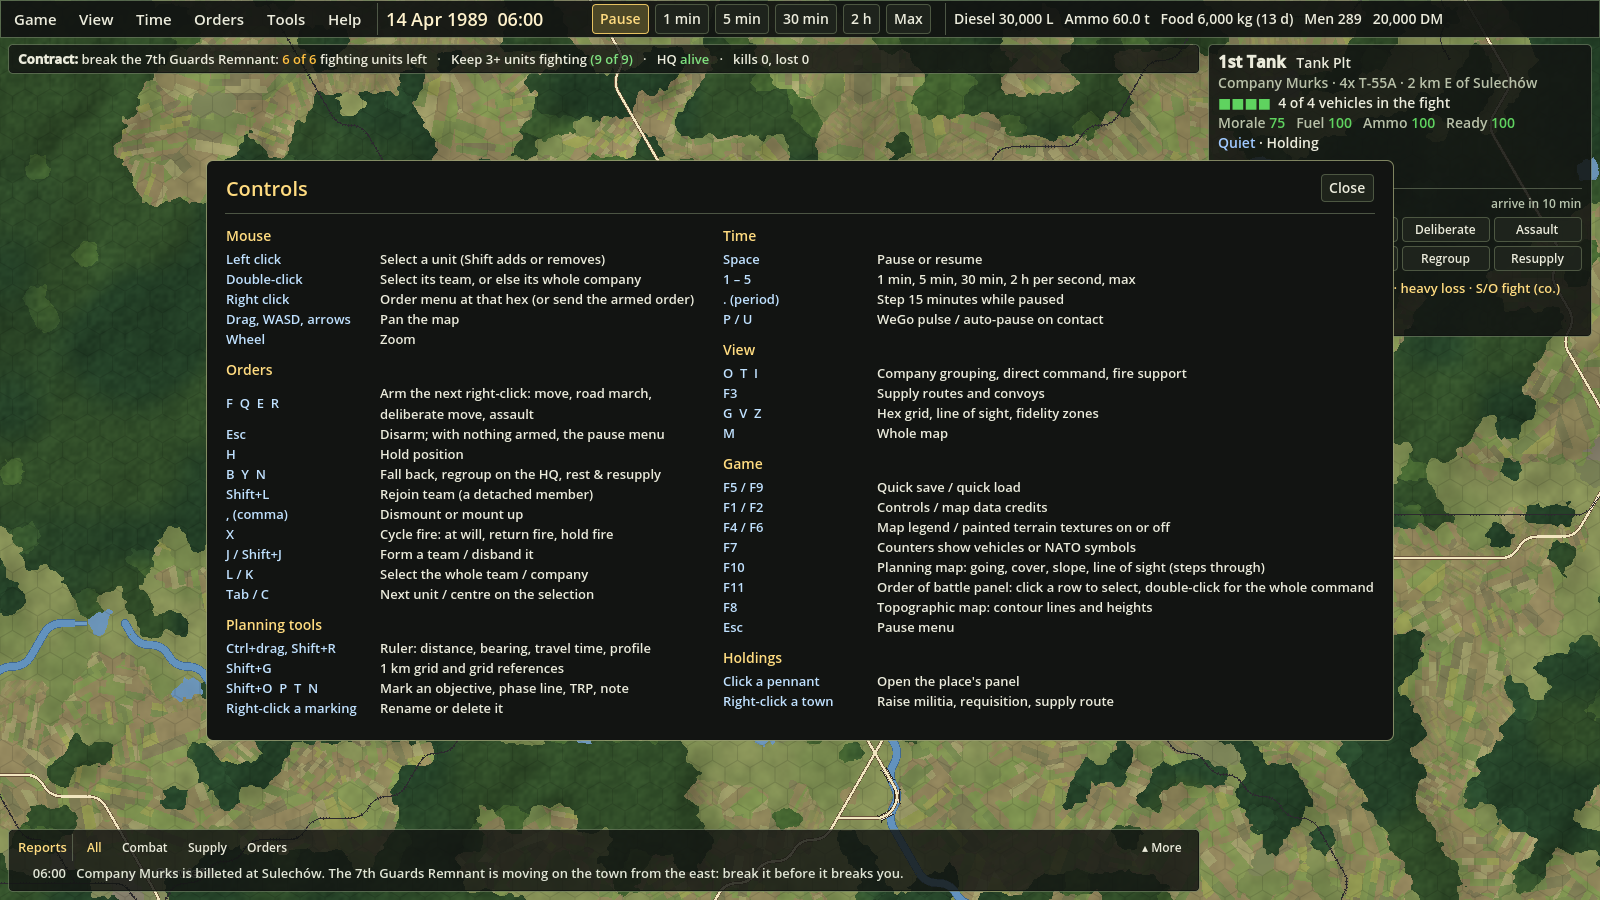 Game View Time Orders Tools Help 14 Apr 1989 06:00 Pause 1 min 5 min 30 min 2 h Max Diesel 30,000 L Ammo 60.0 t Food 6,000 kg (13 d) Men 289 20,000 DM
Contract: break the 7th Guards Remnant: 6 of 6 fighting units left · Keep 3+ units fighting (9 of 9) · HQ alive · kills 0, lost 0
1st Tank Tank Plt
Company Murks · 4x T-55A · 2 km E of Sulechów
4 of 4 vehicles in the fight
Morale 75 Fuel 100 Ammo 100 Ready 100
Quiet · Holding
arrive in 10 min
Deliberate Assault
Regroup Resupply
· heavy loss · S/O fight (co.)
Controls
Close
Mouse
Left click Select a unit (Shift adds or removes)
Double-click Select its team, or else its whole company
Right click Order menu at that hex (or send the armed order)
Drag, WASD, arrows Pan the map
Wheel Zoom
Orders
F Q E R Arm the next right-click: move, road march,
deliberate move, assault
Esc Disarm; with nothing armed, the pause menu
H Hold position
B Y N Fall back, regroup on the HQ, rest & resupply
Shift+L Rejoin team (a detached member)
, (comma) Dismount or mount up
X Cycle fire: at will, return fire, hold fire
J / Shift+J Form a team / disband it
L / K Select the whole team / company
Tab / C Next unit / centre on the selection
Planning tools
Ctrl+drag, Shift+R Ruler: distance, bearing, travel time, profile
Shift+G 1 km grid and grid references
Shift+O P T N Mark an objective, phase line, TRP, note
Right-click a marking Rename or delete it
Time
Space Pause or resume
1 – 5 1 min, 5 min, 30 min, 2 h per second, max
. (period) Step 15 minutes while paused
P / U WeGo pulse / auto-pause on contact
View
O T I Company grouping, direct command, fire support
F3 Supply routes and convoys
G V Z Hex grid, line of sight, fidelity zones
M Whole map
Game
F5 / F9 Quick save / quick load
F1 / F2 Controls / map data credits
F4 / F6 Map legend / painted terrain textures on or off
F7 Counters show vehicles or NATO symbols
F10 Planning map: going, cover, slope, line of sight (steps through)
F11 Order of battle panel: click a row to select, double-click for the whole command
F8 Topographic map: contour lines and heights
Esc Pause menu
Holdings
Click a pennant Open the place's panel
Right-click a town Raise militia, requisition, supply route
Reports All Combat Supply Orders ▴ More
06:00 Company Murks is billeted at Sulechów. The 7th Guards Remnant is moving on the town from the east: break it before it breaks you.